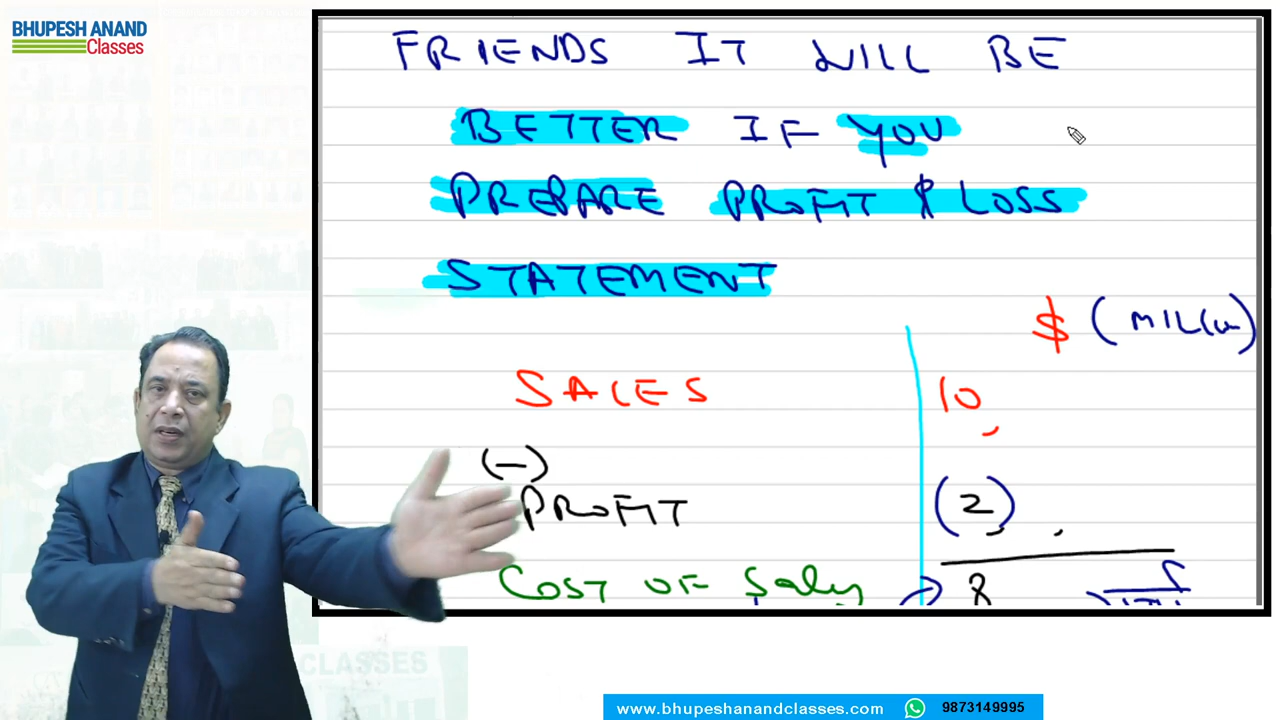 BHUPESH ANAND
Classes
FRIENDS IT WILL BE
BETTER IF YOU
PREPARE PROFIT & LOSS
STATEMENT
$
SALES 10
(-)
PROFIT (2)
COST OF Sales → 8
CLASSES
www.bhupeshanandclasses.com 9873149995